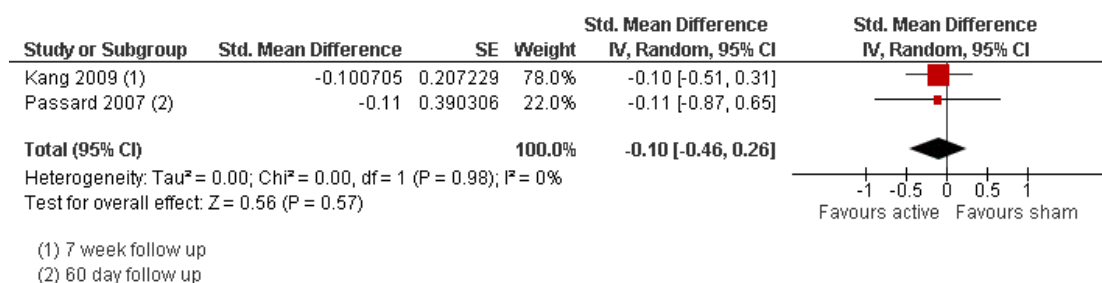 Std. Mean Difference Std. Mean Difference
Study or Subgroup Std. Mean Difference SE Weight IV, Random, 95% CI IV, Random, 95% CI
Kang 2009 (1) -0.100705 0.207229 78.0% -0.10 [-0.51, 0.31]
Passard 2007 (2) -0.11 0.390306 22.0% -0.11 [-0.87, 0.65]
Total (95% CI) 100.0% -0.10 [-0.46, 0.26]
Heterogeneity: Tau² = 0.00; Chi² = 0.00, df = 1 (P = 0.98); I² = 0%
Test for overall effect: Z = 0.56 (P = 0.57)
-1 -0.5 0 0.5 1
Favours active Favours sham
(1) 7 week follow up
(2) 60 day follow up